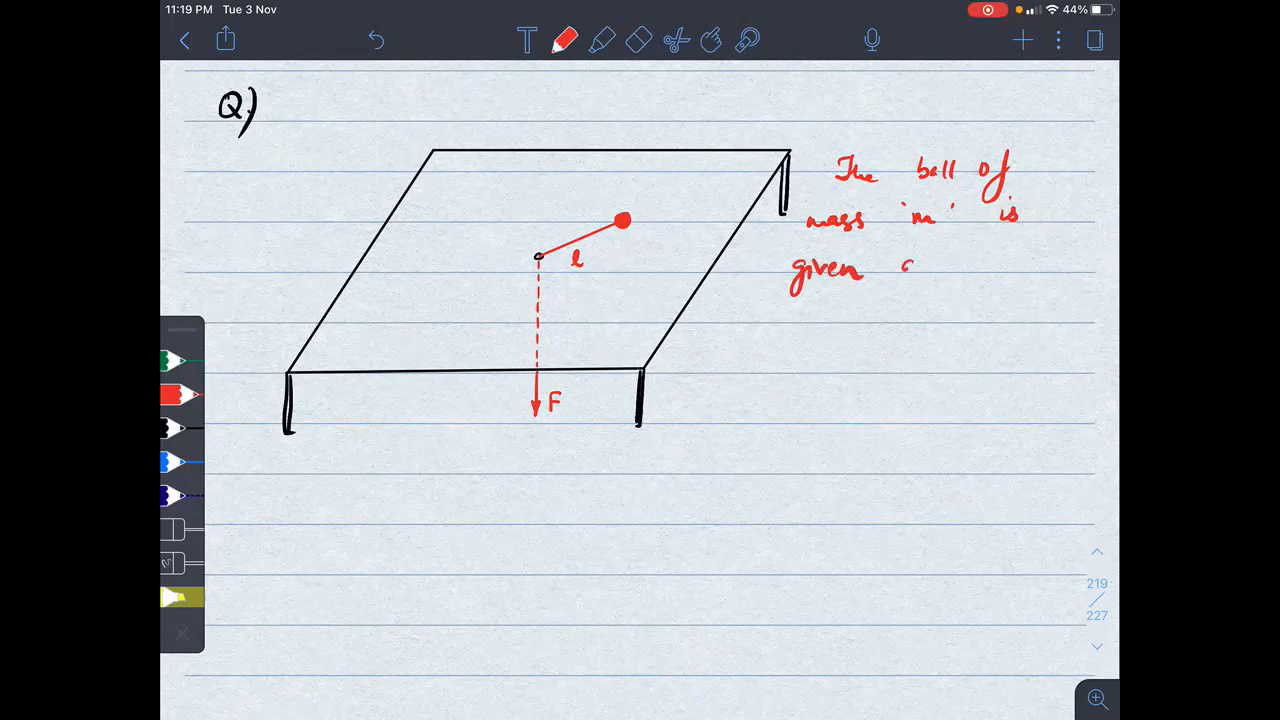 11:19 PM Tue 3 Nov
44%
T
Q)
The ball of
mass 'm' is
given
l
F
219
227